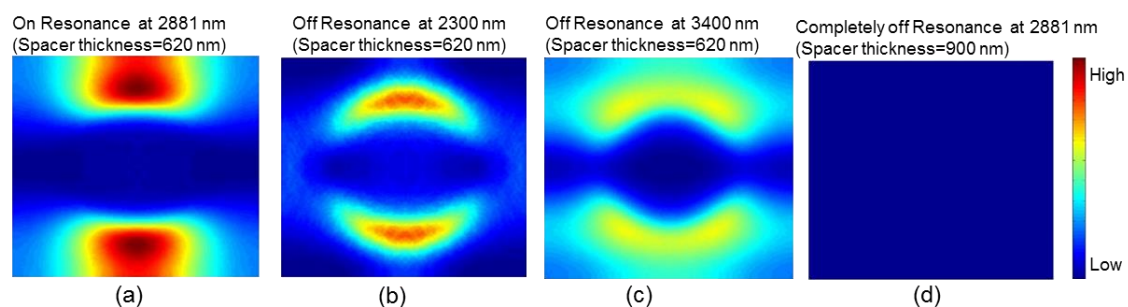 On Resonance at 2881 nm
(Spacer thickness=620 nm)
Off Resonance at 2300 nm
(Spacer thickness=620 nm)
Off Resonance at 3400 nm
(Spacer thickness=620 nm)
Completely off Resonance at 2881 nm
(Spacer thickness=900 nm)
High
Low
(a)
(b)
(c)
(d)